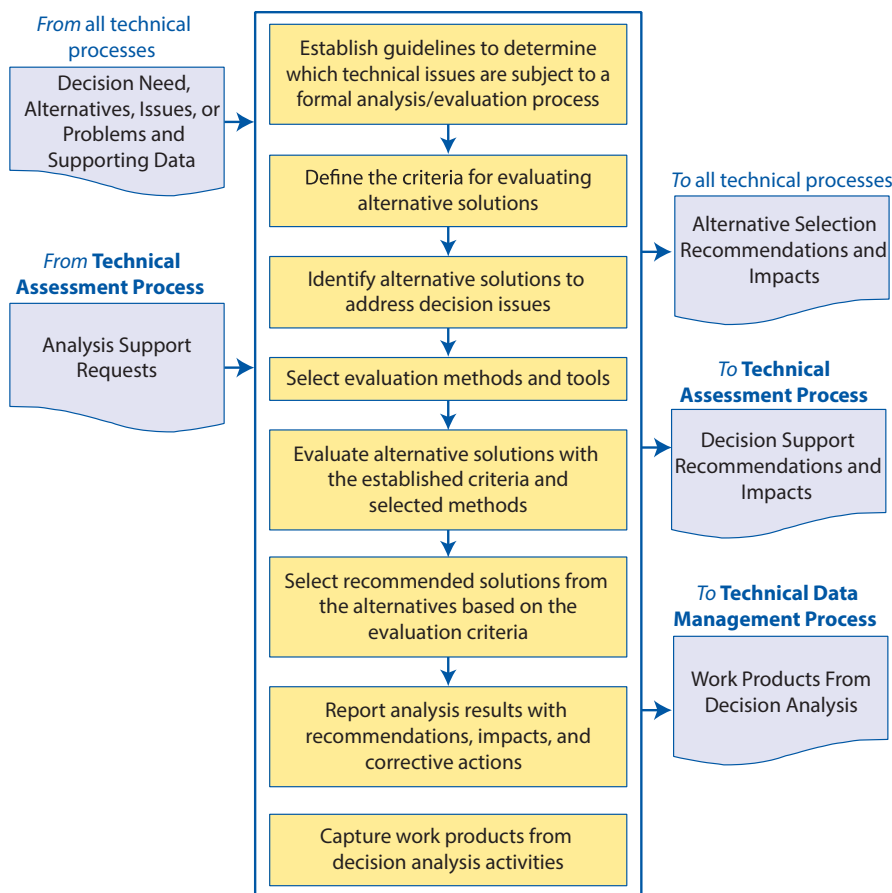 From all technical
processes
Decision Need,
Alternatives, Issues, or
Problems and
Supporting Data
From Technical
Assessment Process
Analysis Support
Requests
Establish guidelines to determine
which technical issues are subject to a
formal analysis/evaluation process
Define the criteria for evaluating
alternative solutions
Identify alternative solutions to
address decision issues
Select evaluation methods and tools
Evaluate alternative solutions with
the established criteria and
selected methods
Select recommended solutions from
the alternatives based on the
evaluation criteria
Report analysis results with
recommendations, impacts, and
corrective actions
Capture work products from
decision analysis activities
To all technical processes
Alternative Selection
Recommendations and
Impacts
To Technical
Assessment Process
Decision Support
Recommendations and
Impacts
To Technical Data
Management Process
Work Products From
Decision Analysis